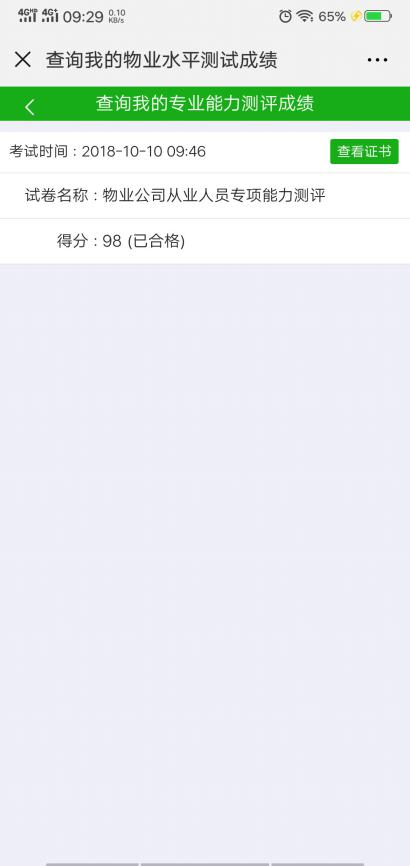 4G HD 4G+ 09:29 0.10 KB/s 65%
查询我的物业水平测试成绩
查询我的专业能力测评成绩
考试时间：2018-10-10 09:46 查看证书
试卷名称：物业公司从业人员专项能力测评
得分：98 (已合格)